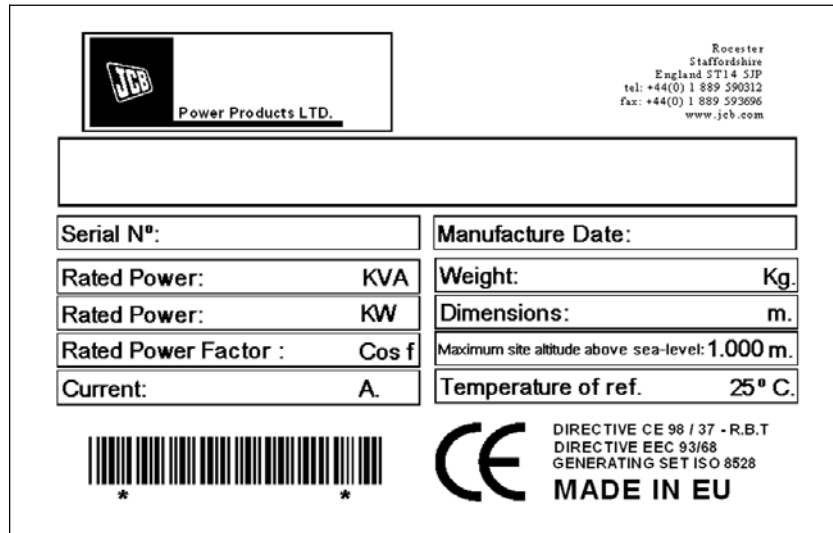 JCB
Power Products LTD.
Rocester
Staffordshire
England ST14 5JP
tel: +44(0) 1 889 590312
fax: +44(0) 1 889 593696
www.jcb.com
Serial Nº:
Manufacture Date:
Rated Power: KVA
Weight: Kg.
Rated Power: KW
Dimensions: m.
Rated Power Factor : Cos f
Maximum site altitude above sea-level: 1.000 m.
Current: A.
Temperature of ref. 25º C.
* *
CE
DIRECTIVE CE 98 / 37 - R.B.T
DIRECTIVE EEC 93/68
GENERATING SET ISO 8528
MADE IN EU